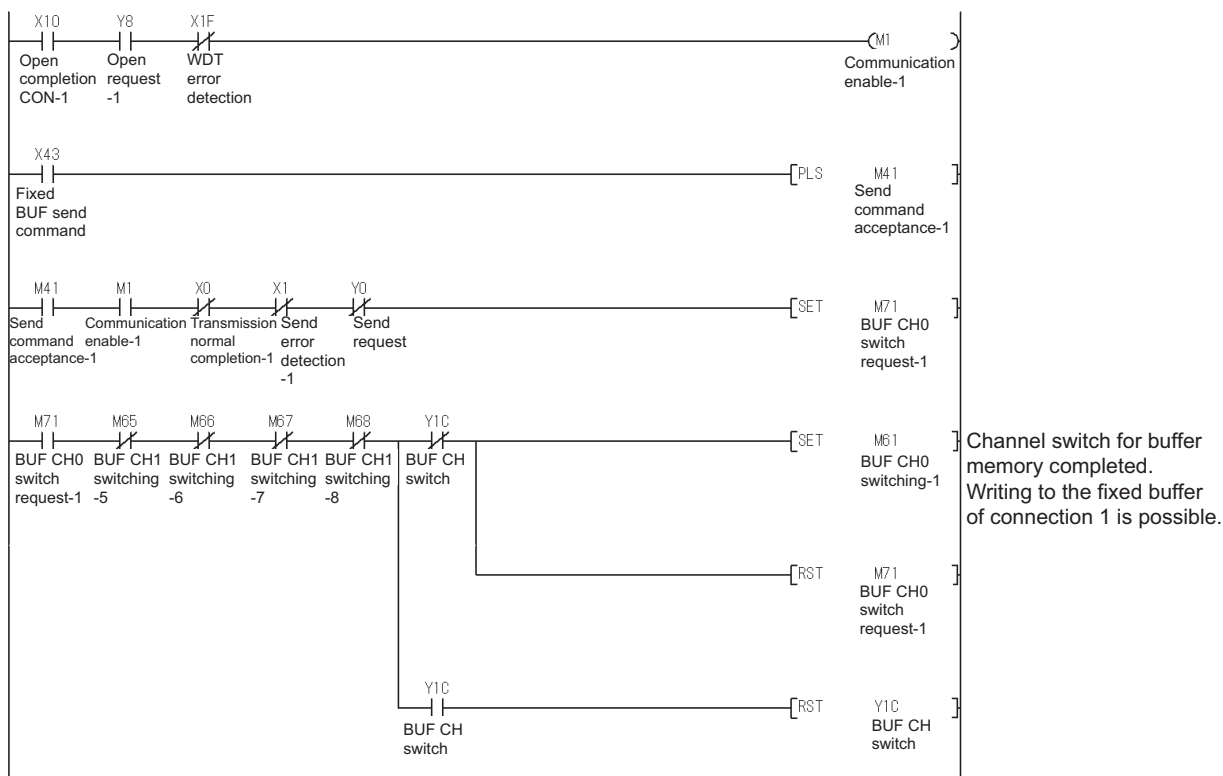 X10 Y8 X1F
(M1 )
Open completion CON-1
Open request -1
WDT error detection
Communication enable-1
X43
[PLS M41 ]
Fixed BUF send command
Send command acceptance-1
M41 M1 X0 X1 Y0
[SET M71 ]
Send command acceptance-1
Communication enable-1
Transmission normal completion-1
Send error detection -1
Send request
BUF CH0 switch request-1
M71 M65 M66 M67 M68 Y1C
[SET M61 ]
BUF CH0 switch request-1
BUF CH1 switching -5
BUF CH1 switching -6
BUF CH1 switching -7
BUF CH1 switching -8
BUF CH switch
BUF CH0 switching-1
Channel switch for buffer
memory completed.
Writing to the fixed buffer
of connection 1 is possible.
[RST M71 ]
BUF CH0 switch request-1
Y1C
[RST Y1C ]
BUF CH switch
BUF CH switch